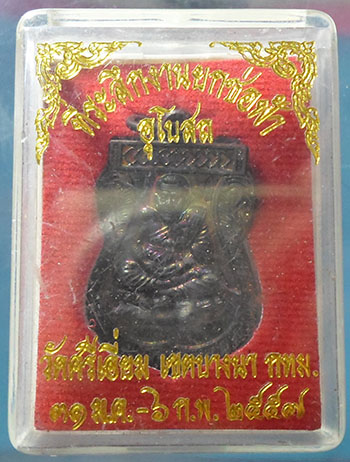 ที่ระลึกงานยกช่อฟ้า
อุโบสถ
วัดศรีเอี่ยม เขตบางนา กทม.
๓๑ ม.ค. - ๖ ก.พ. ๒๕๕๗